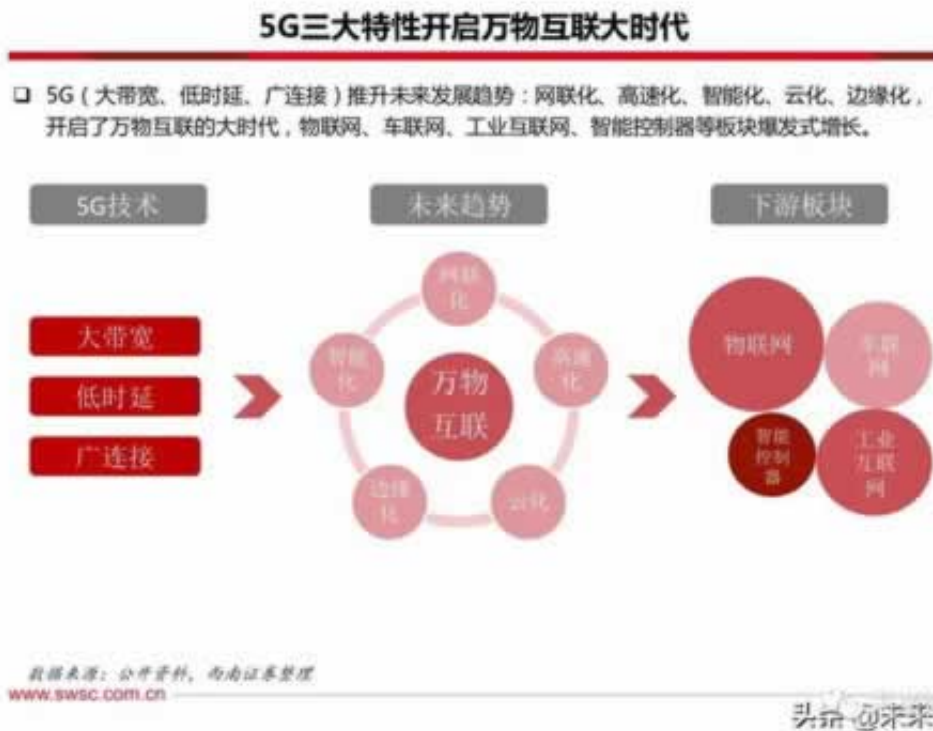 5G三大特性开启万物互联大时代
5G（大带宽、低时延、广连接）推升未来发展趋势：网联化、高速化、智能化、云化、边缘化，
开启了万物互联的大时代，物联网、车联网、工业互联网、智能控制器等板块爆发式增长。
5G技术
未来趋势
下游板块
大带宽
低时延
广连接
网联
化
智能
化
高速
化
万物
互联
边缘
化
云化
物联网
车联
网
智能
控制
器
工业
互联
网
数据来源：公开资料，西南证券整理
www.swsc.com.cn
头条 @未来